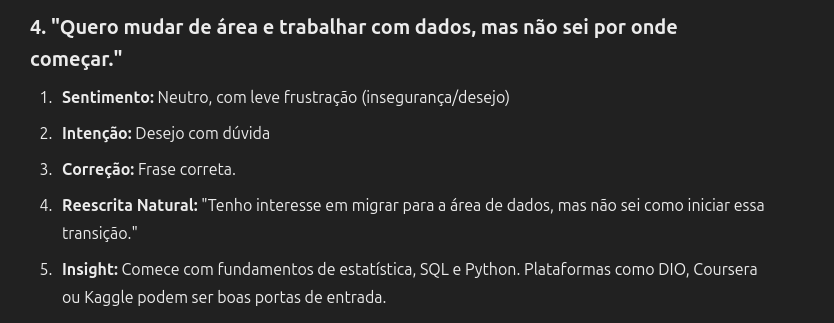 4. "Quero mudar de área e trabalhar com dados, mas não sei por onde
começar."
1. Sentimento: Neutro, com leve frustração (insegurança/desejo)
2. Intenção: Desejo com dúvida
3. Correção: Frase correta.
4. Reescrita Natural: "Tenho interesse em migrar para a área de dados, mas não sei como iniciar essa
transição."
5. Insight: Comece com fundamentos de estatística, SQL e Python. Plataformas como DIO, Coursera
ou Kaggle podem ser boas portas de entrada.